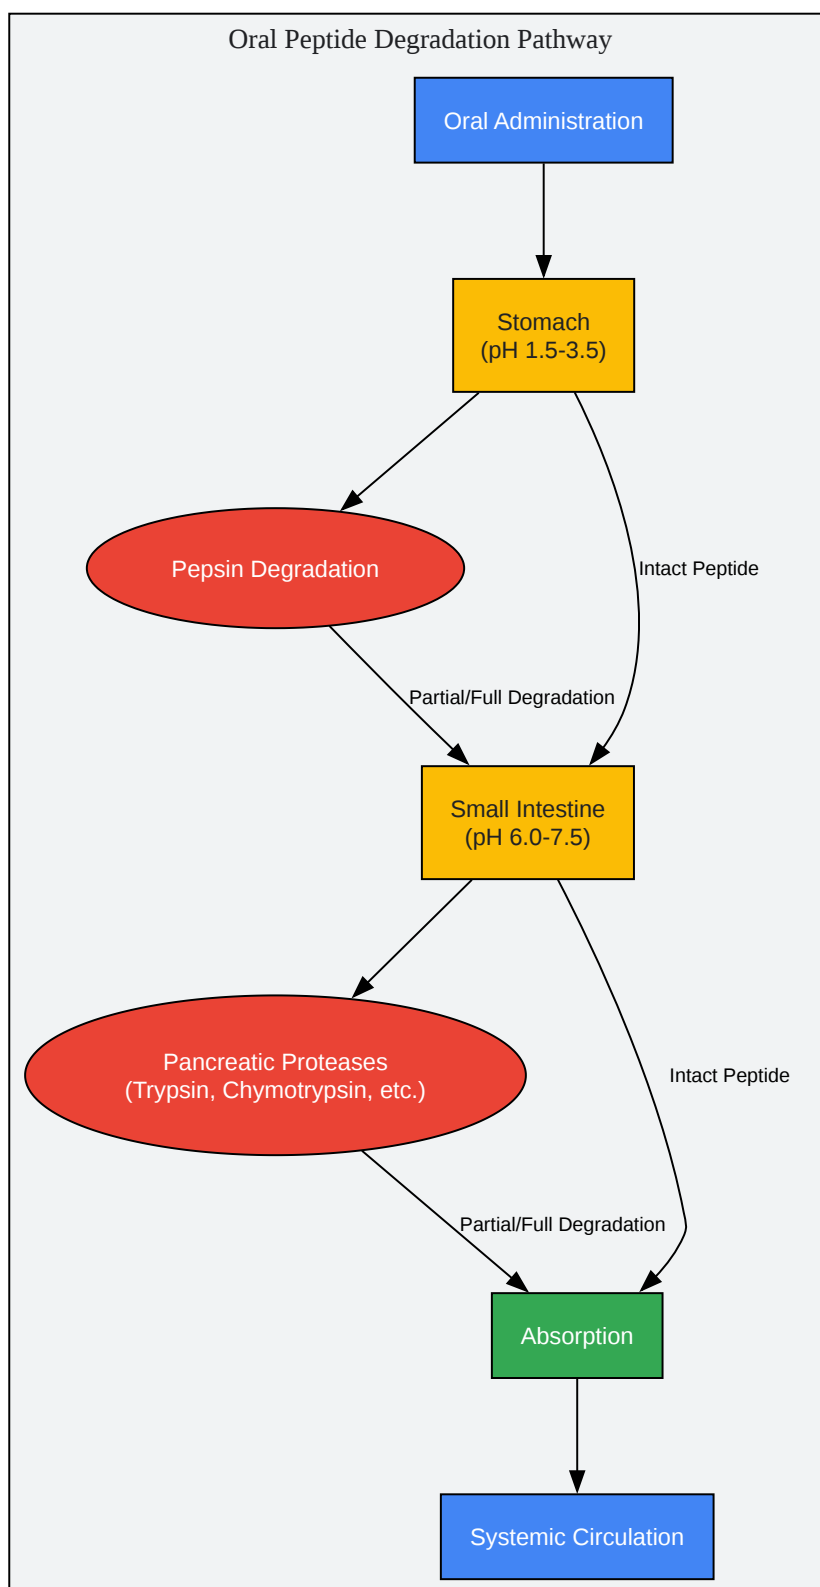 Oral Peptide Degradation Pathway
Oral Administration
Stomach
(pH 1.5-3.5)
Pepsin Degradation
Intact Peptide
Partial/Full Degradation
Small Intestine
(pH 6.0-7.5)
Pancreatic Proteases
(Trypsin, Chymotrypsin, etc.)
Intact Peptide
Partial/Full Degradation
Absorption
Systemic Circulation